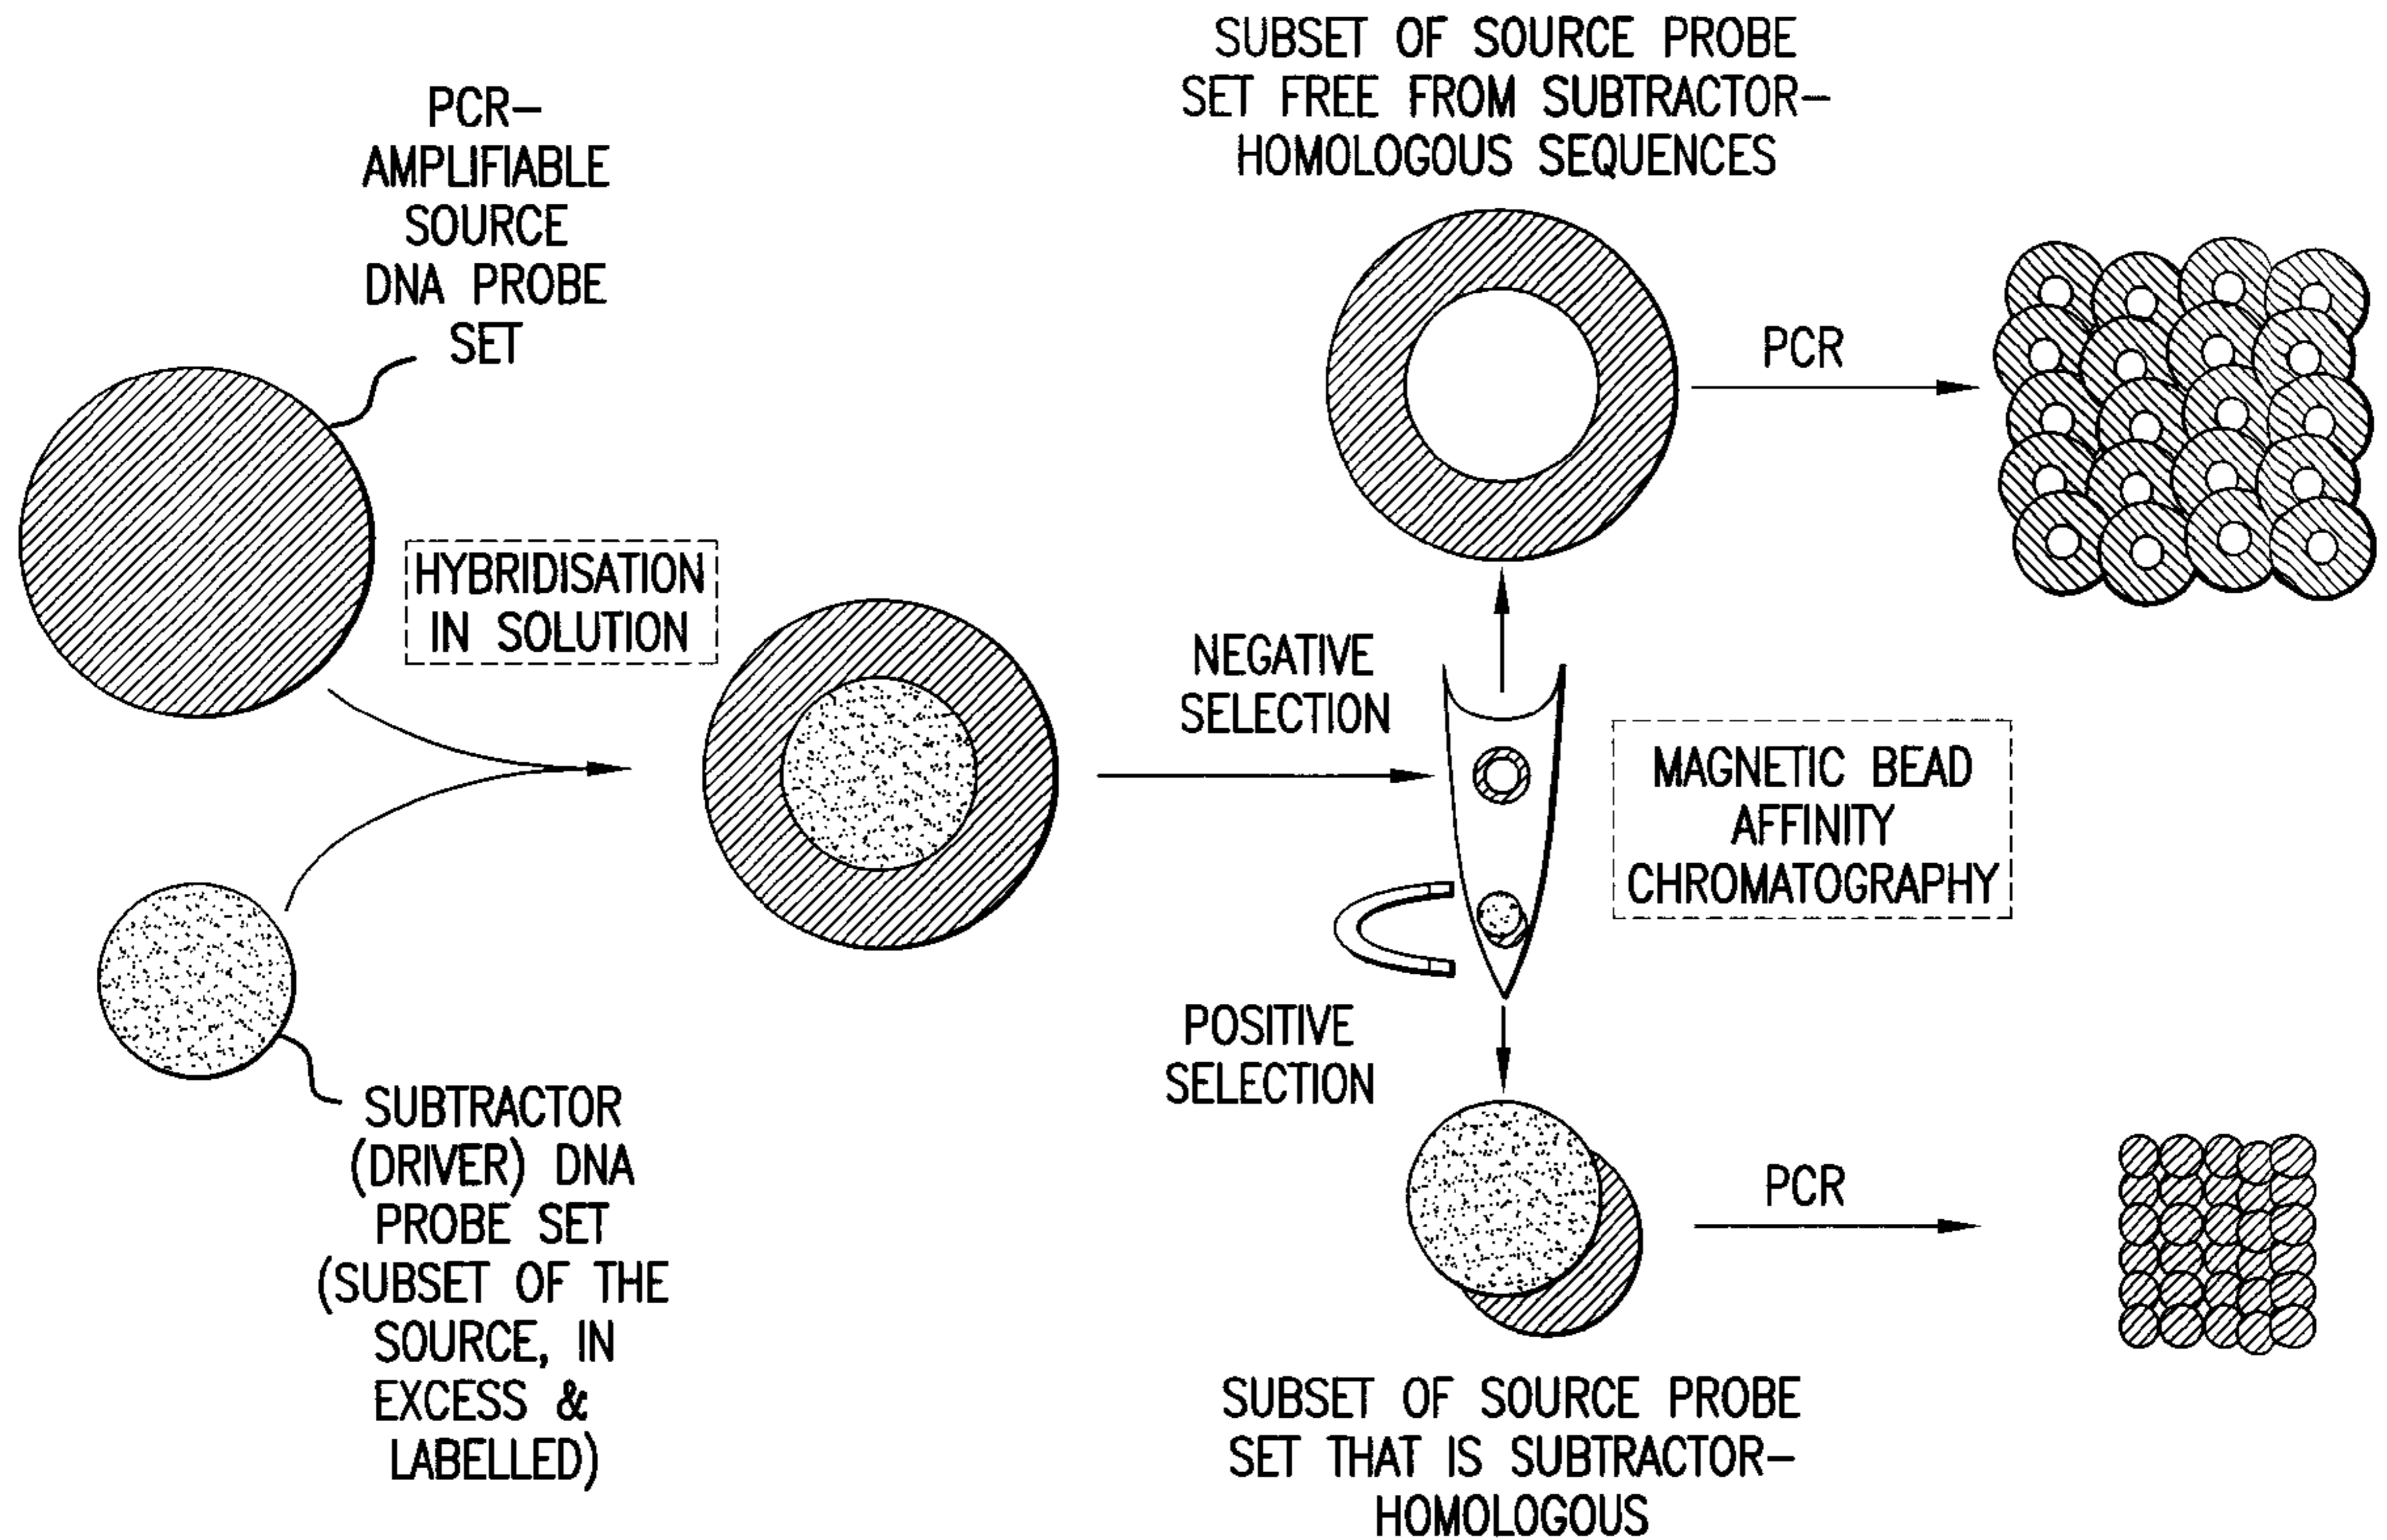 PCR-
AMPLIFIABLE
SOURCE
DNA PROBE
SET
HYBRIDISATION
IN SOLUTION
SUBTRACTOR
(DRIVER) DNA
PROBE SET
(SUBSET OF THE
SOURCE, IN
EXCESS &
LABELLED)
SUBSET OF SOURCE PROBE
SET FREE FROM SUBTRACTOR-
HOMOLOGOUS SEQUENCES
PCR
NEGATIVE
SELECTION
MAGNETIC BEAD
AFFINITY
CHROMATOGRAPHY
POSITIVE
SELECTION
PCR
SUBSET OF SOURCE PROBE
SET THAT IS SUBTRACTOR-
HOMOLOGOUS